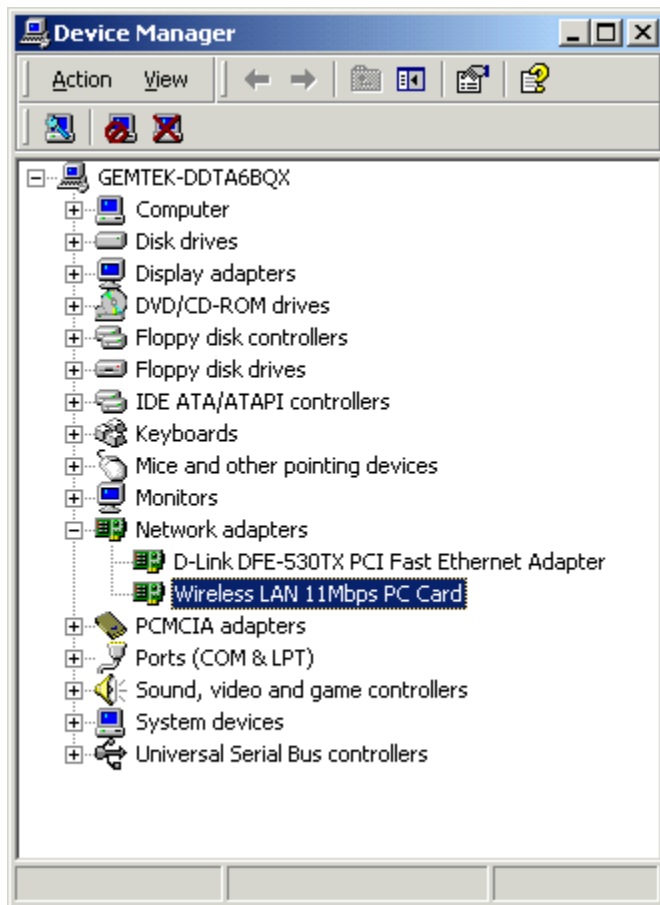 Device Manager
Action View
GEMTEK-DDTA6BQX
Computer
Disk drives
Display adapters
DVD/CD-ROM drives
Floppy disk controllers
Floppy disk drives
IDE ATA/ATAPI controllers
Keyboards
Mice and other pointing devices
Monitors
Network adapters
D-Link DFE-530TX PCI Fast Ethernet Adapter
Wireless LAN 11Mbps PC Card
PCMCIA adapters
Ports (COM & LPT)
Sound, video and game controllers
System devices
Universal Serial Bus controllers